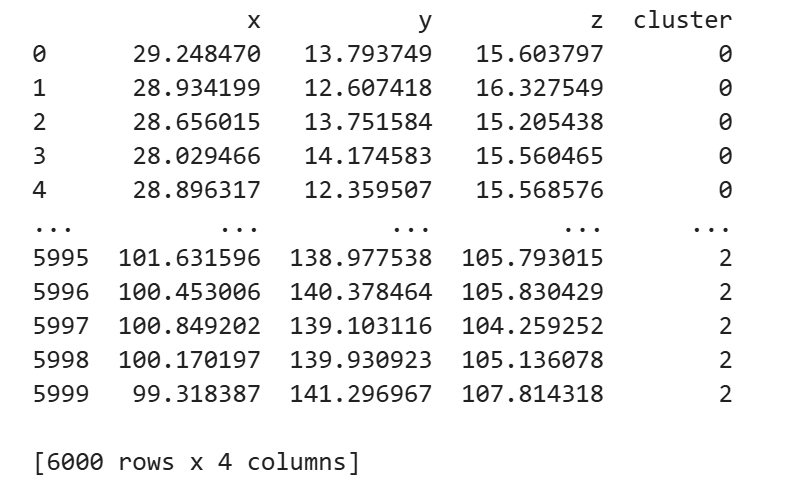 x y z cluster
0 29.248470 13.793749 15.603797 0
1 28.934199 12.607418 16.327549 0
2 28.656015 13.751584 15.205438 0
3 28.029466 14.174583 15.560465 0
4 28.896317 12.359507 15.568576 0
... ... ... ... ...
5995 101.631596 138.977538 105.793015 2
5996 100.453006 140.378464 105.830429 2
5997 100.849202 139.103116 104.259252 2
5998 100.170197 139.930923 105.136078 2
5999 99.318387 141.296967 107.814318 2
[6000 rows x 4 columns]